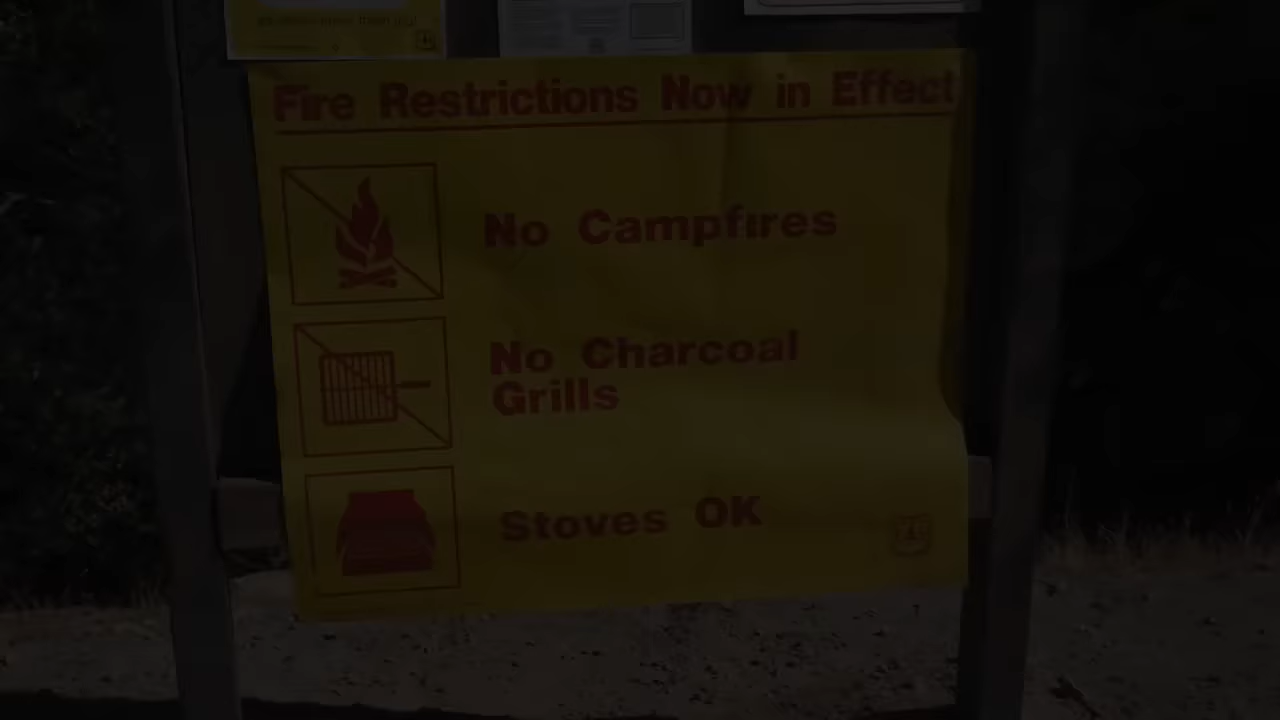 Fire Restrictions Now in Effect
No Campfires
No Charcoal
Grills
Stoves OK